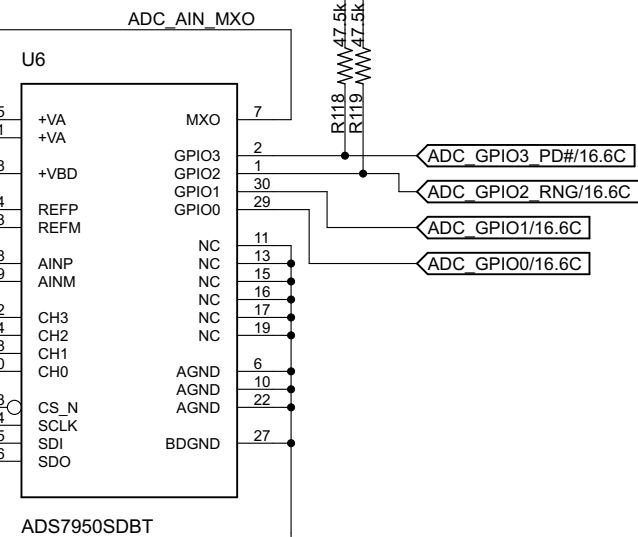 ADC_AIN_MXO
47.5k
47.5k
U6
R118
R119
+VA
MXO
7
+VA
GPIO3
2
ADC_GPIO3_PD#/16.6C
+VBD
GPIO2
1
GPIO1
30
ADC_GPIO2_RNG/16.6C
REFP
GPIO0
29
REFM
ADC_GPIO1/16.6C
NC
11
AINP
NC
13
ADC_GPIO0/16.6C
AINM
NC
15
NC
16
CH3
NC
17
CH2
NC
19
CH1
CH0
AGND
6
AGND
10
CS_N
AGND
22
SCLK
SDI
BDGND
27
SDO
ADS7950SDBT